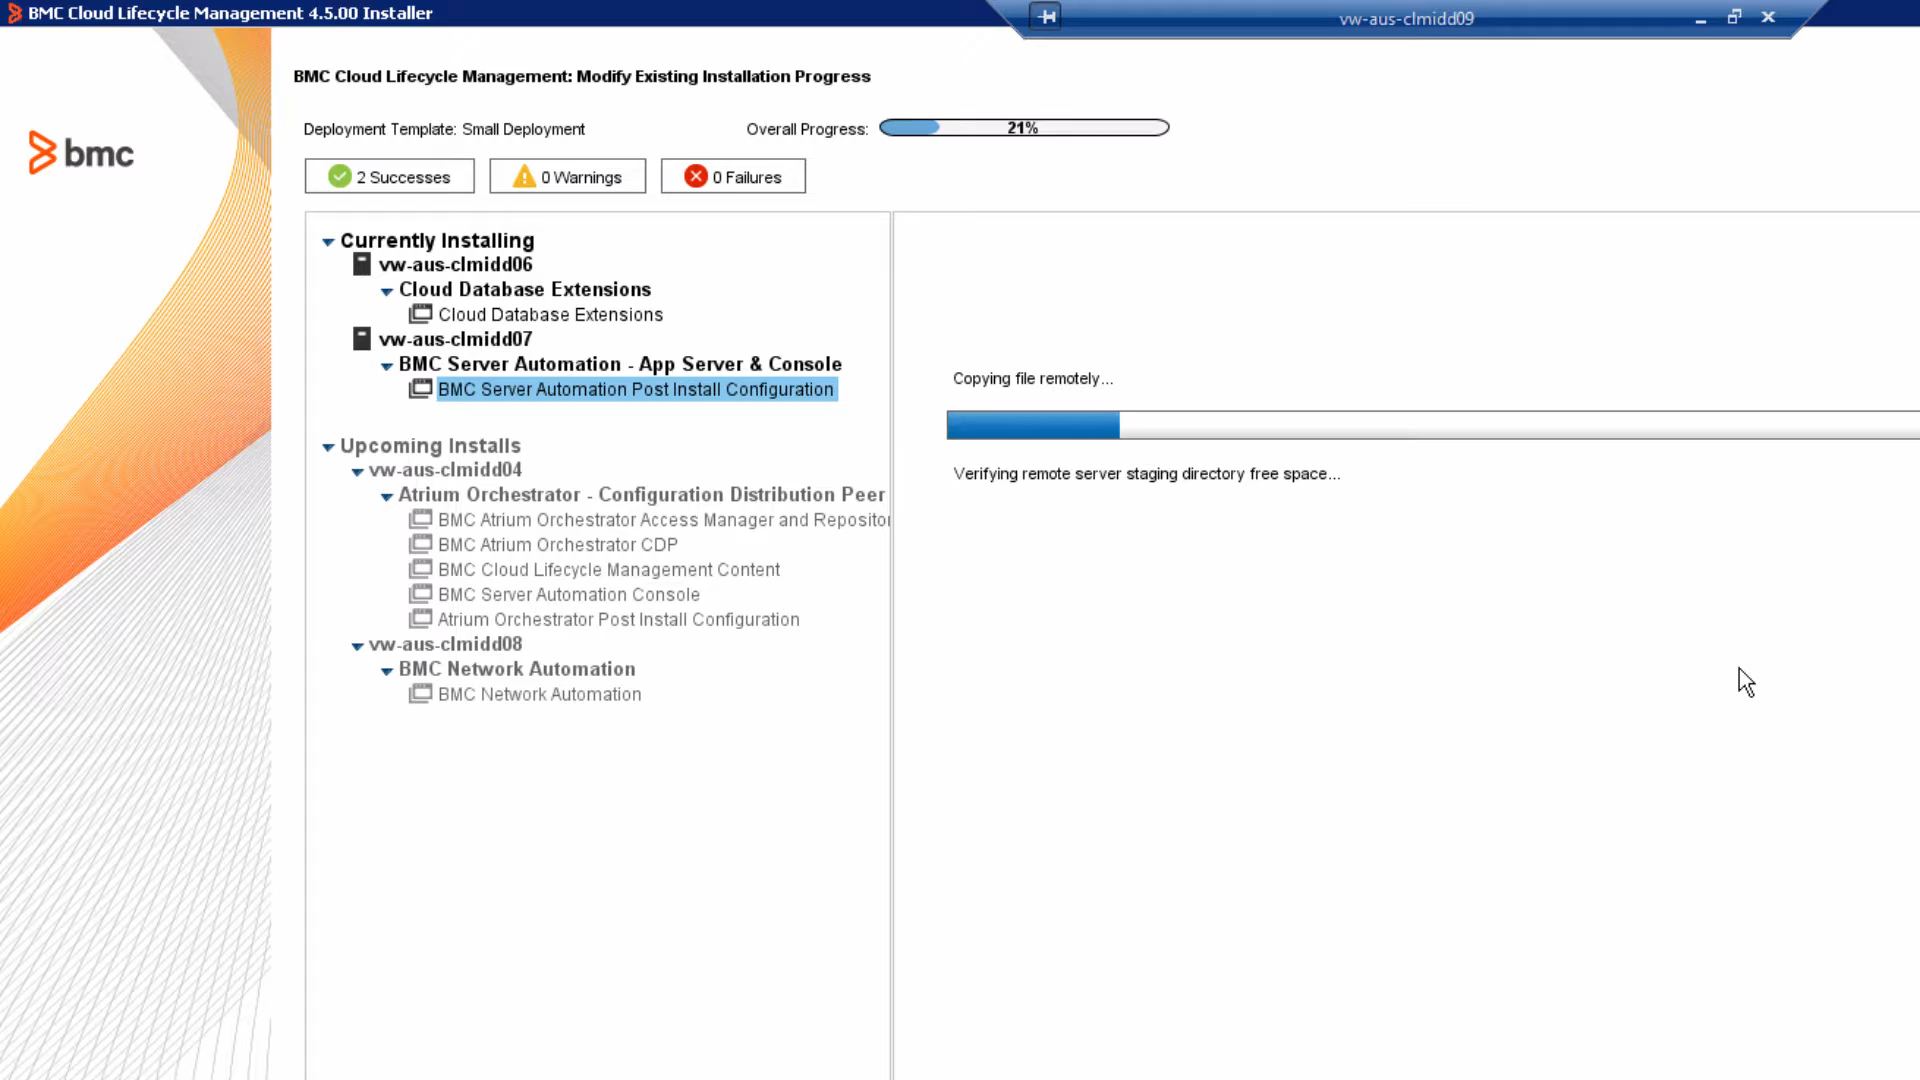 BMC Cloud Lifecycle Management 4.5.00 Installer
vw-aus-clmidd09
BMC Cloud Lifecycle Management: Modify Existing Installation Progress
Deployment Template: Small Deployment
Overall Progress:
21%
bmc
2 Successes
0 Warnings
0 Failures
Currently Installing
vw-aus-clmidd06
Cloud Database Extensions
Cloud Database Extensions
vw-aus-clmidd07
BMC Server Automation - App Server & Console
BMC Server Automation Post Install Configuration
Upcoming Installs
vw-aus-clmidd04
Atrium Orchestrator - Configuration Distribution Peer
BMC Atrium Orchestrator Access Manager and Repositor
BMC Atrium Orchestrator CDP
BMC Cloud Lifecycle Management Content
BMC Server Automation Console
Atrium Orchestrator Post Install Configuration
vw-aus-clmidd08
BMC Network Automation
BMC Network Automation
Copying file remotely...
Verifying remote server staging directory free space...